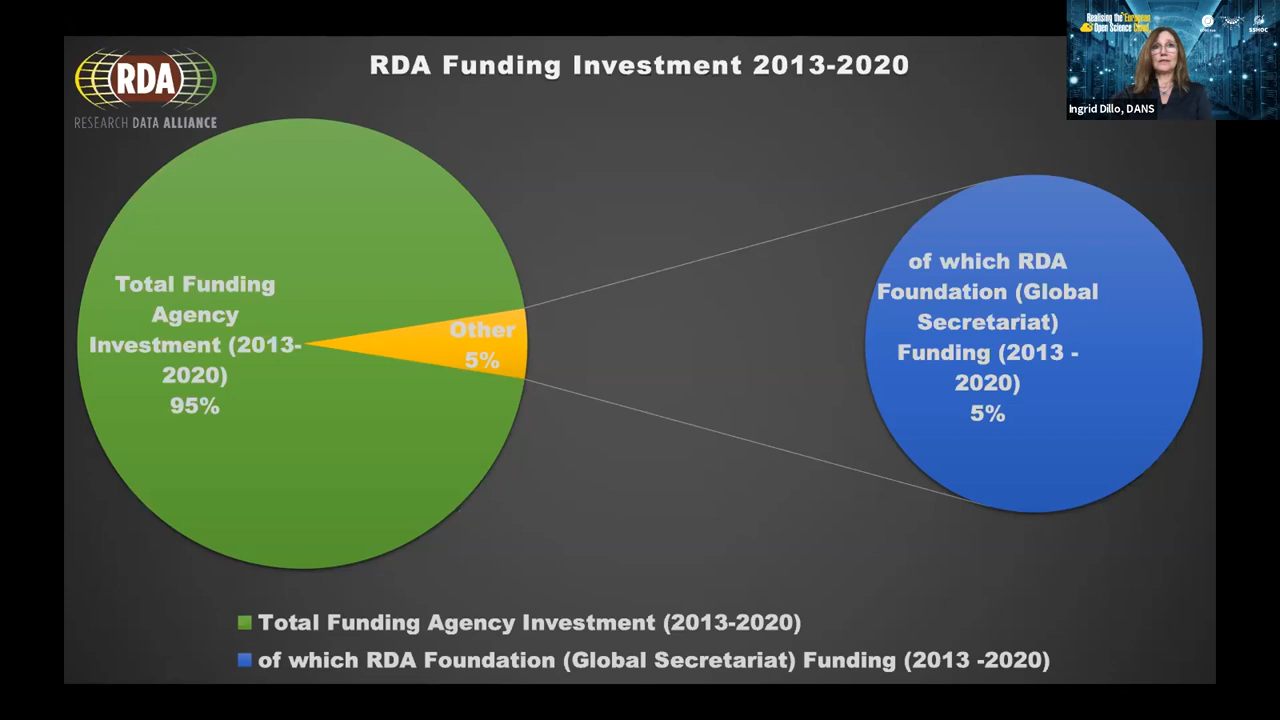 RDA Funding Investment 2013-2020
RDA
RESEARCH DATA ALLIANCE
Realising the European
Open Science Cloud
SSHOC
Ingrid Dillo, DANS
Total Funding
Agency
Investment (2013-
2020)
95%
Other
5%
of which RDA
Foundation (Global
Secretariat)
Funding (2013 -
2020)
5%
Total Funding Agency Investment (2013-2020)
of which RDA Foundation (Global Secretariat) Funding (2013 -2020)